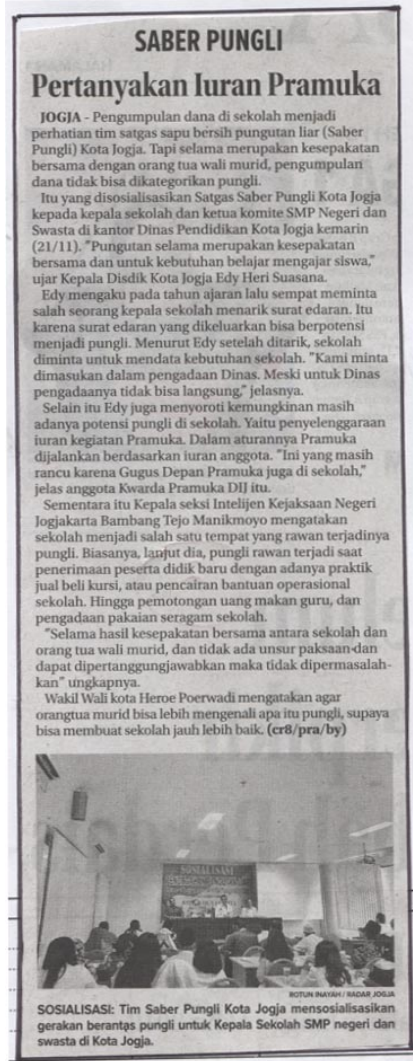 SABER PUNGLI
Pertanyakan Iuran Pramuka
JOGJA - Pengumpulan dana di sekolah menjadi
perhatian tim satgas sapu bersih pungutan liar (Saber
Pungli) Kota Jogja. Tapi selama merupakan kesepakatan
bersama dengan orang tua wali murid, pengumpulan
dana tidak bisa dikategorikan pungli.
Itu yang disosialisasikan Satgas Saber Pungli Kota Jogja
kepada kepala sekolah dan ketua komite SMP Negeri dan
Swasta di kantor Dinas Pendidikan Kota Jogja kemarin
(21/11). "Pungutan selama merupakan kesepakatan
bersama dan untuk kebutuhan belajar mengajar siswa,"
ujar Kepala Disdik Kota Jogja Edy Heri Suasana.
Edy mengaku pada tahun ajaran lalu sempat meminta
salah seorang kepala sekolah menarik surat edaran. Itu
karena surat edaran yang dikeluarkan bisa berpotensi
menjadi pungli. Menurut Edy setelah ditarik, sekolah
diminta untuk mendata kebutuhan sekolah. "Kami minta
dimasukan dalam pengadaan Dinas. Meski untuk Dinas
pengadaanya tidak bisa langsung," jelasnya.
Selain itu Edy juga menyoroti kemungkinan masih
adanya potensi pungli di sekolah. Yaitu penyelenggaraan
iuran kegiatan Pramuka. Dalam aturannya Pramuka
dijalankan berdasarkan iuran anggota. "Ini yang masih
rancu karena Gugus Depan Pramuka juga di sekolah,"
jelas anggota Kwarda Pramuka DIJ itu.
Sementara itu Kepala seksi Intelijen Kejaksaan Negeri
Jogjakarta Bambang Tejo Manikmoyo mengatakan
sekolah menjadi salah satu tempat yang rawan terjadinya
pungli. Biasanya, lanjut dia, pungli rawan terjadi saat
penerimaan peserta didik baru dengan adanya praktik
jual beli kursi, atau pencairan bantuan operasional
sekolah. Hingga pemotongan uang makan guru, dan
pengadaan pakaian seragam sekolah.
"Selama hasil kesepakatan bersama antara sekolah dan
orang tua wali murid, dan tidak ada unsur paksaan dan
dapat dipertanggungjawabkan maka tidak dipermasalah-
kan" ungkapnya.
Wakil Wali kota Heroe Poerwadi mengatakan agar
orangtua murid bisa lebih mengenali apa itu pungli, supaya
bisa membuat sekolah jauh lebih baik. (cr8/pra/by)
SOSIALISASI
ROTUN INAYAH / RADAR JOGJA
SOSIALISASI: Tim Saber Pungli Kota Jogja mensosialisasikan
gerakan berantas pungli untuk Kepala Sekolah SMP negeri dan
swasta di Kota Jogja.